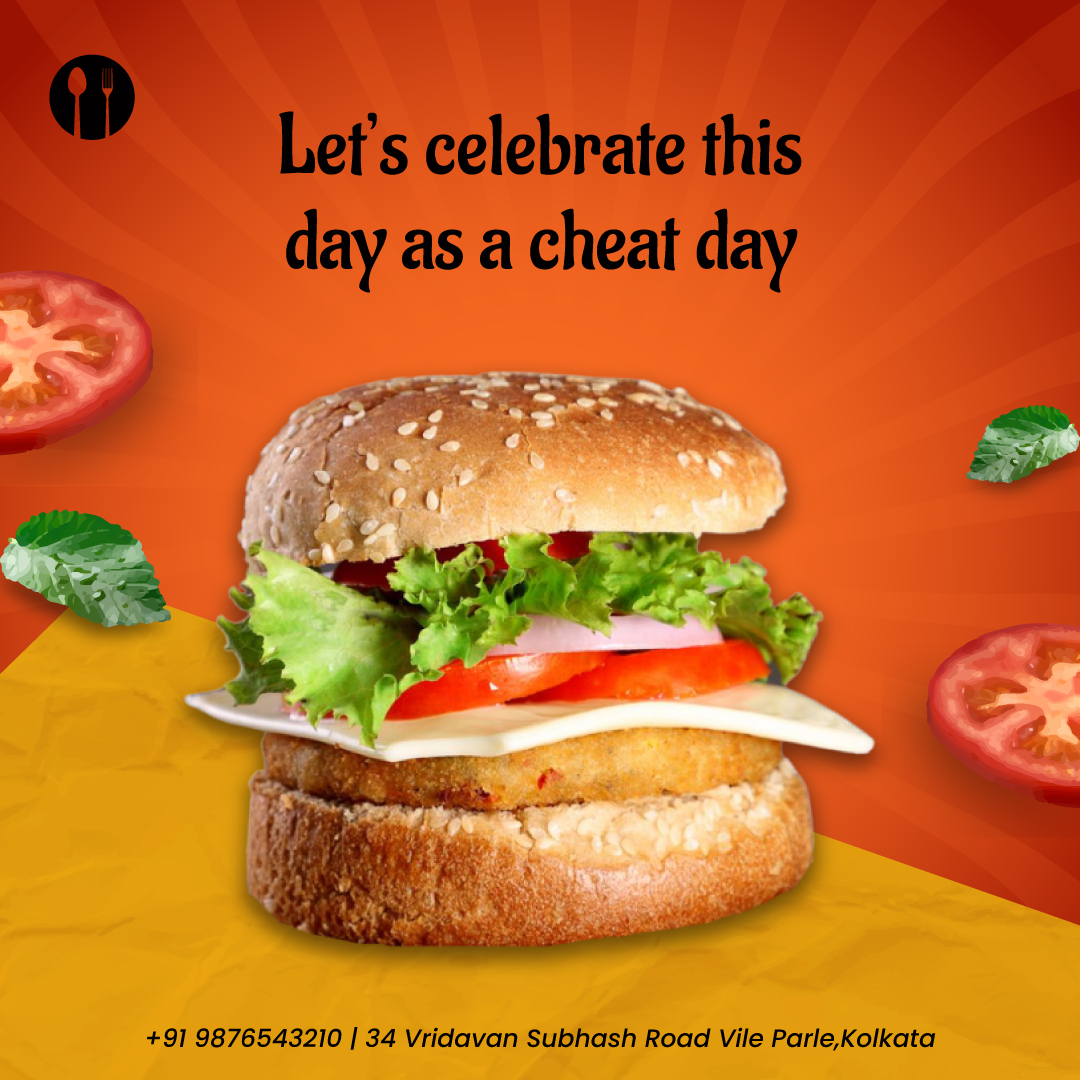 Let's celebrate this
day as a cheat day
+91 9876543210 | 34 Vridavan Subhash Road Vile Parle,Kolkata